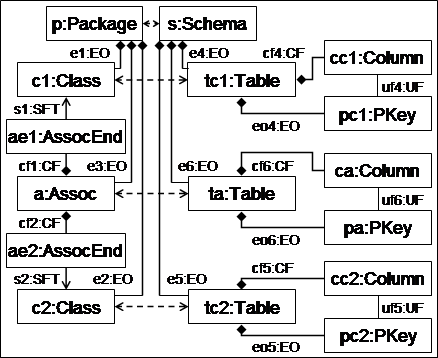 p:Package
s:Schema
e1:EO
e4:EO
cf4:CF
cc1:Column
c1:Class
tc1:Table
uf4:UF
s1:SFT
eo4:EO
pc1:PKey
ae1:AssocEnd
cf1:CF
e3:EO
e6:EO
cf6:CF
ca:Column
a:Assoc
ta:Table
uf6:UF
cf2:CF
eo6:EO
pa:PKey
ae2:AssocEnd
s2:SFT
e2:EO
e5:EO
cf5:CF
cc2:Column
c2:Class
tc2:Table
uf5:UF
eo5:EO
pc2:PKey